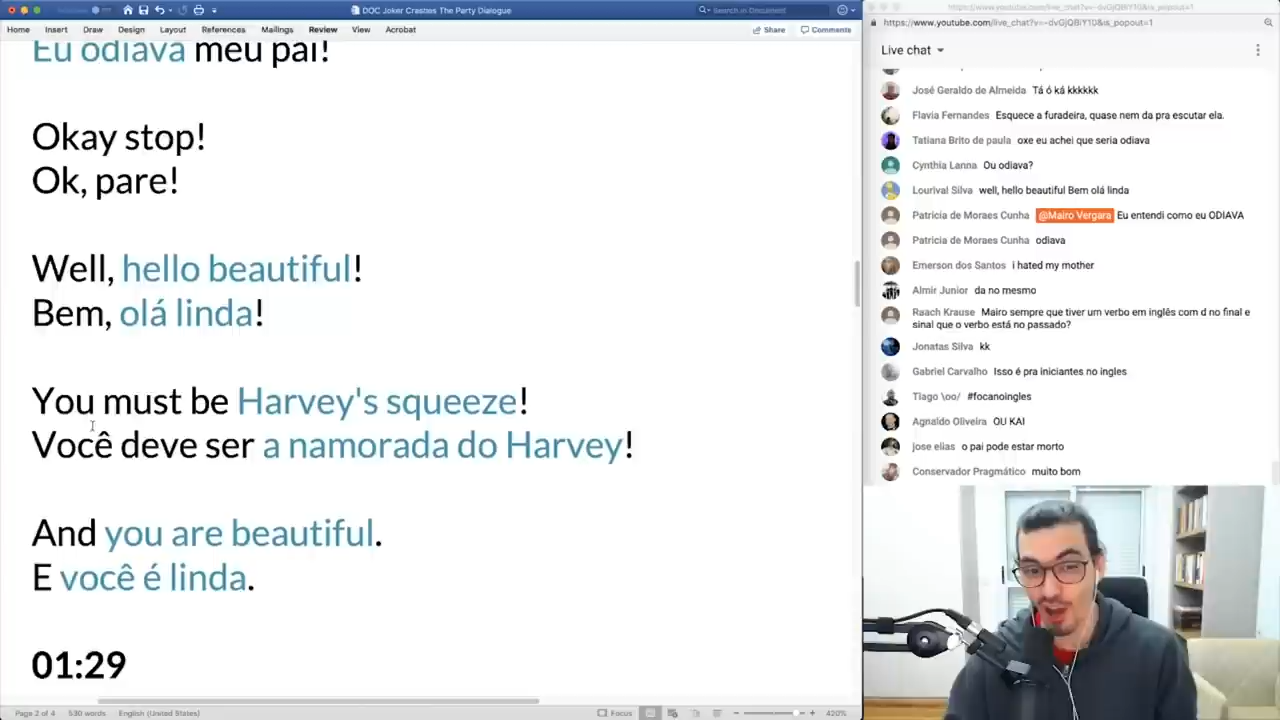 DOC Joker Crashes The Party Dialogue
Search in Document
Home Insert Draw Design Layout References Mailings Review View Acrobat
Share Comments
Eu odiava meu pai!
Okay stop!
Ok, pare!
Well, hello beautiful!
Bem, olá linda!
You must be Harvey's squeeze!
Você deve ser a namorada do Harvey!
And you are beautiful.
E você é linda.
01:29
Page 2 of 4 530 words English (United States) Focus 420%
Live chat
José Geraldo de Almeida Tá ó ká kkkkkk
Flavia Fernandes Esquece a furadeira, quase nem da pra escutar ela.
Tatiana Brito de paula oxe eu achei que seria odiava
Cynthia Lanna Ou odiava?
Lourival Silva well, hello beautiful Bem olá linda
Patricia de Moraes Cunha @Mairo Vergara Eu entendi como eu ODIAVA
Patricia de Moraes Cunha odiava
Emerson dos Santos i hated my mother
Almir Junior da no mesmo
Raach Krause Mairo sempre que tiver um verbo em inglês com d no final e
sinal que o verbo está no passado?
Jonatas Silva kk
Gabriel Carvalho Isso é pra iniciantes no ingles
Tiago \oo/ #focanoingles
Agnaldo Oliveira OU KAI
jose elias o pai pode estar morto
Conservador Pragmático muito bom